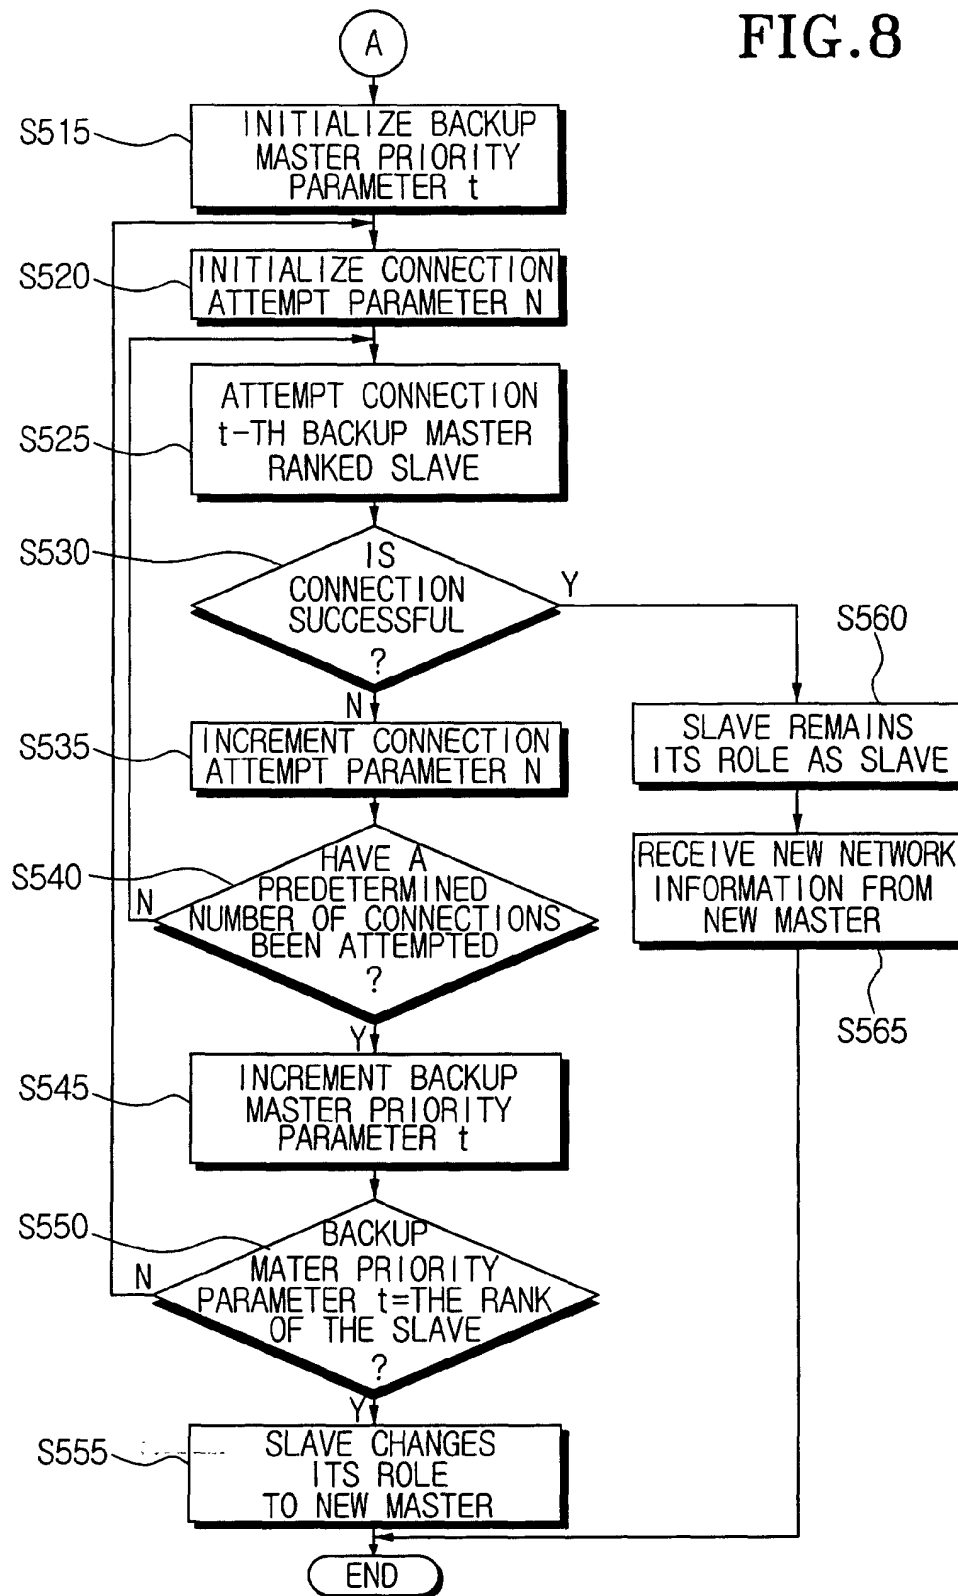 FIG.8
A
S515
INITIALIZE BACKUP
MASTER PRIORITY
PARAMETER t
S520
INITIALIZE CONNECTION
ATTEMPT PARAMETER N
S525
ATTEMPT CONNECTION
t-TH BACKUP MASTER
RANKED SLAVE
S530
IS
CONNECTION
SUCCESSFUL
?
Y
N
S560
SLAVE REMAINS
ITS ROLE AS SLAVE
S535
INCREMENT CONNECTION
ATTEMPT PARAMETER N
RECEIVE NEW NETWORK
INFORMATION FROM
NEW MASTER
S565
S540
HAVE A
PREDETERMINED
NUMBER OF CONNECTIONS
BEEN ATTEMPTED
?
N
Y
S545
INCREMENT BACKUP
MASTER PRIORITY
PARAMETER t
S550
BACKUP
MATER PRIORITY
PARAMETER t=THE RANK
OF THE SLAVE
?
N
Y
S555
SLAVE CHANGES
ITS ROLE
TO NEW MASTER
END